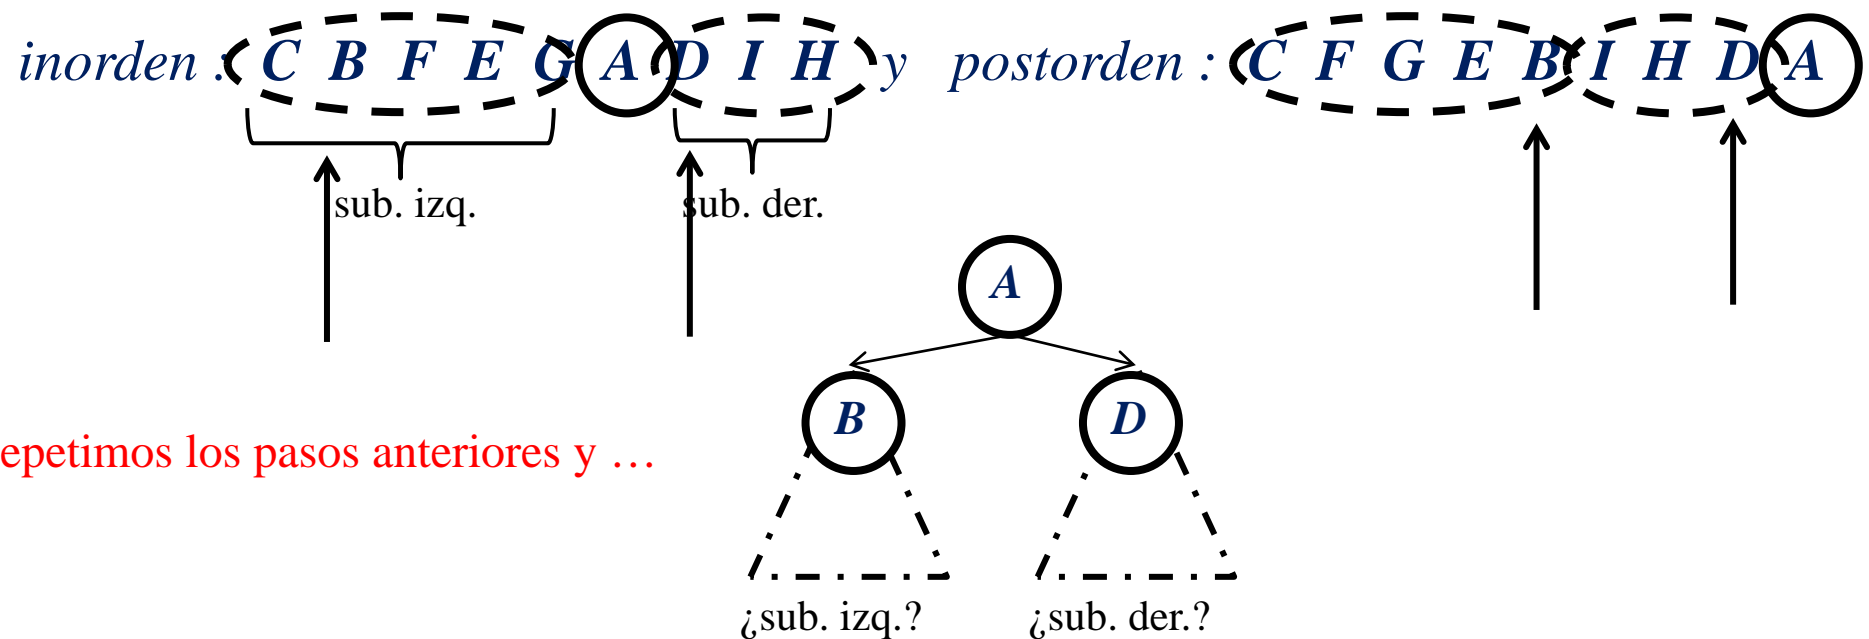 inorden : C B F E G A D I H y postorden : C F G E B I H D A
sub. izq. sub. der.
A
B D
epetimos los pasos anteriores y …
¿sub. izq.? ¿sub. der.?